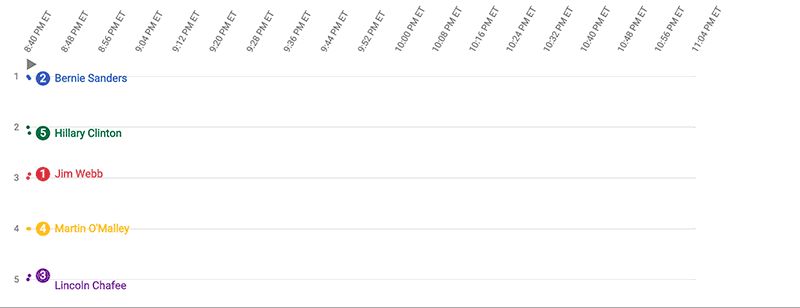 8:40 PM ET
8:48 PM ET
8:56 PM ET
9:04 PM ET
9:12 PM ET
9:20 PM ET
9:28 PM ET
9:36 PM ET
9:44 PM ET
9:52 PM ET
10:00 PM ET
10:08 PM ET
10:16 PM ET
10:24 PM ET
10:32 PM ET
10:40 PM ET
10:48 PM ET
10:56 PM ET
11:04 PM ET
1 2 Bernie Sanders
2 5 Hillary Clinton
3 1 Jim Webb
4 4 Martin O'Malley
5 3 Lincoln Chafee